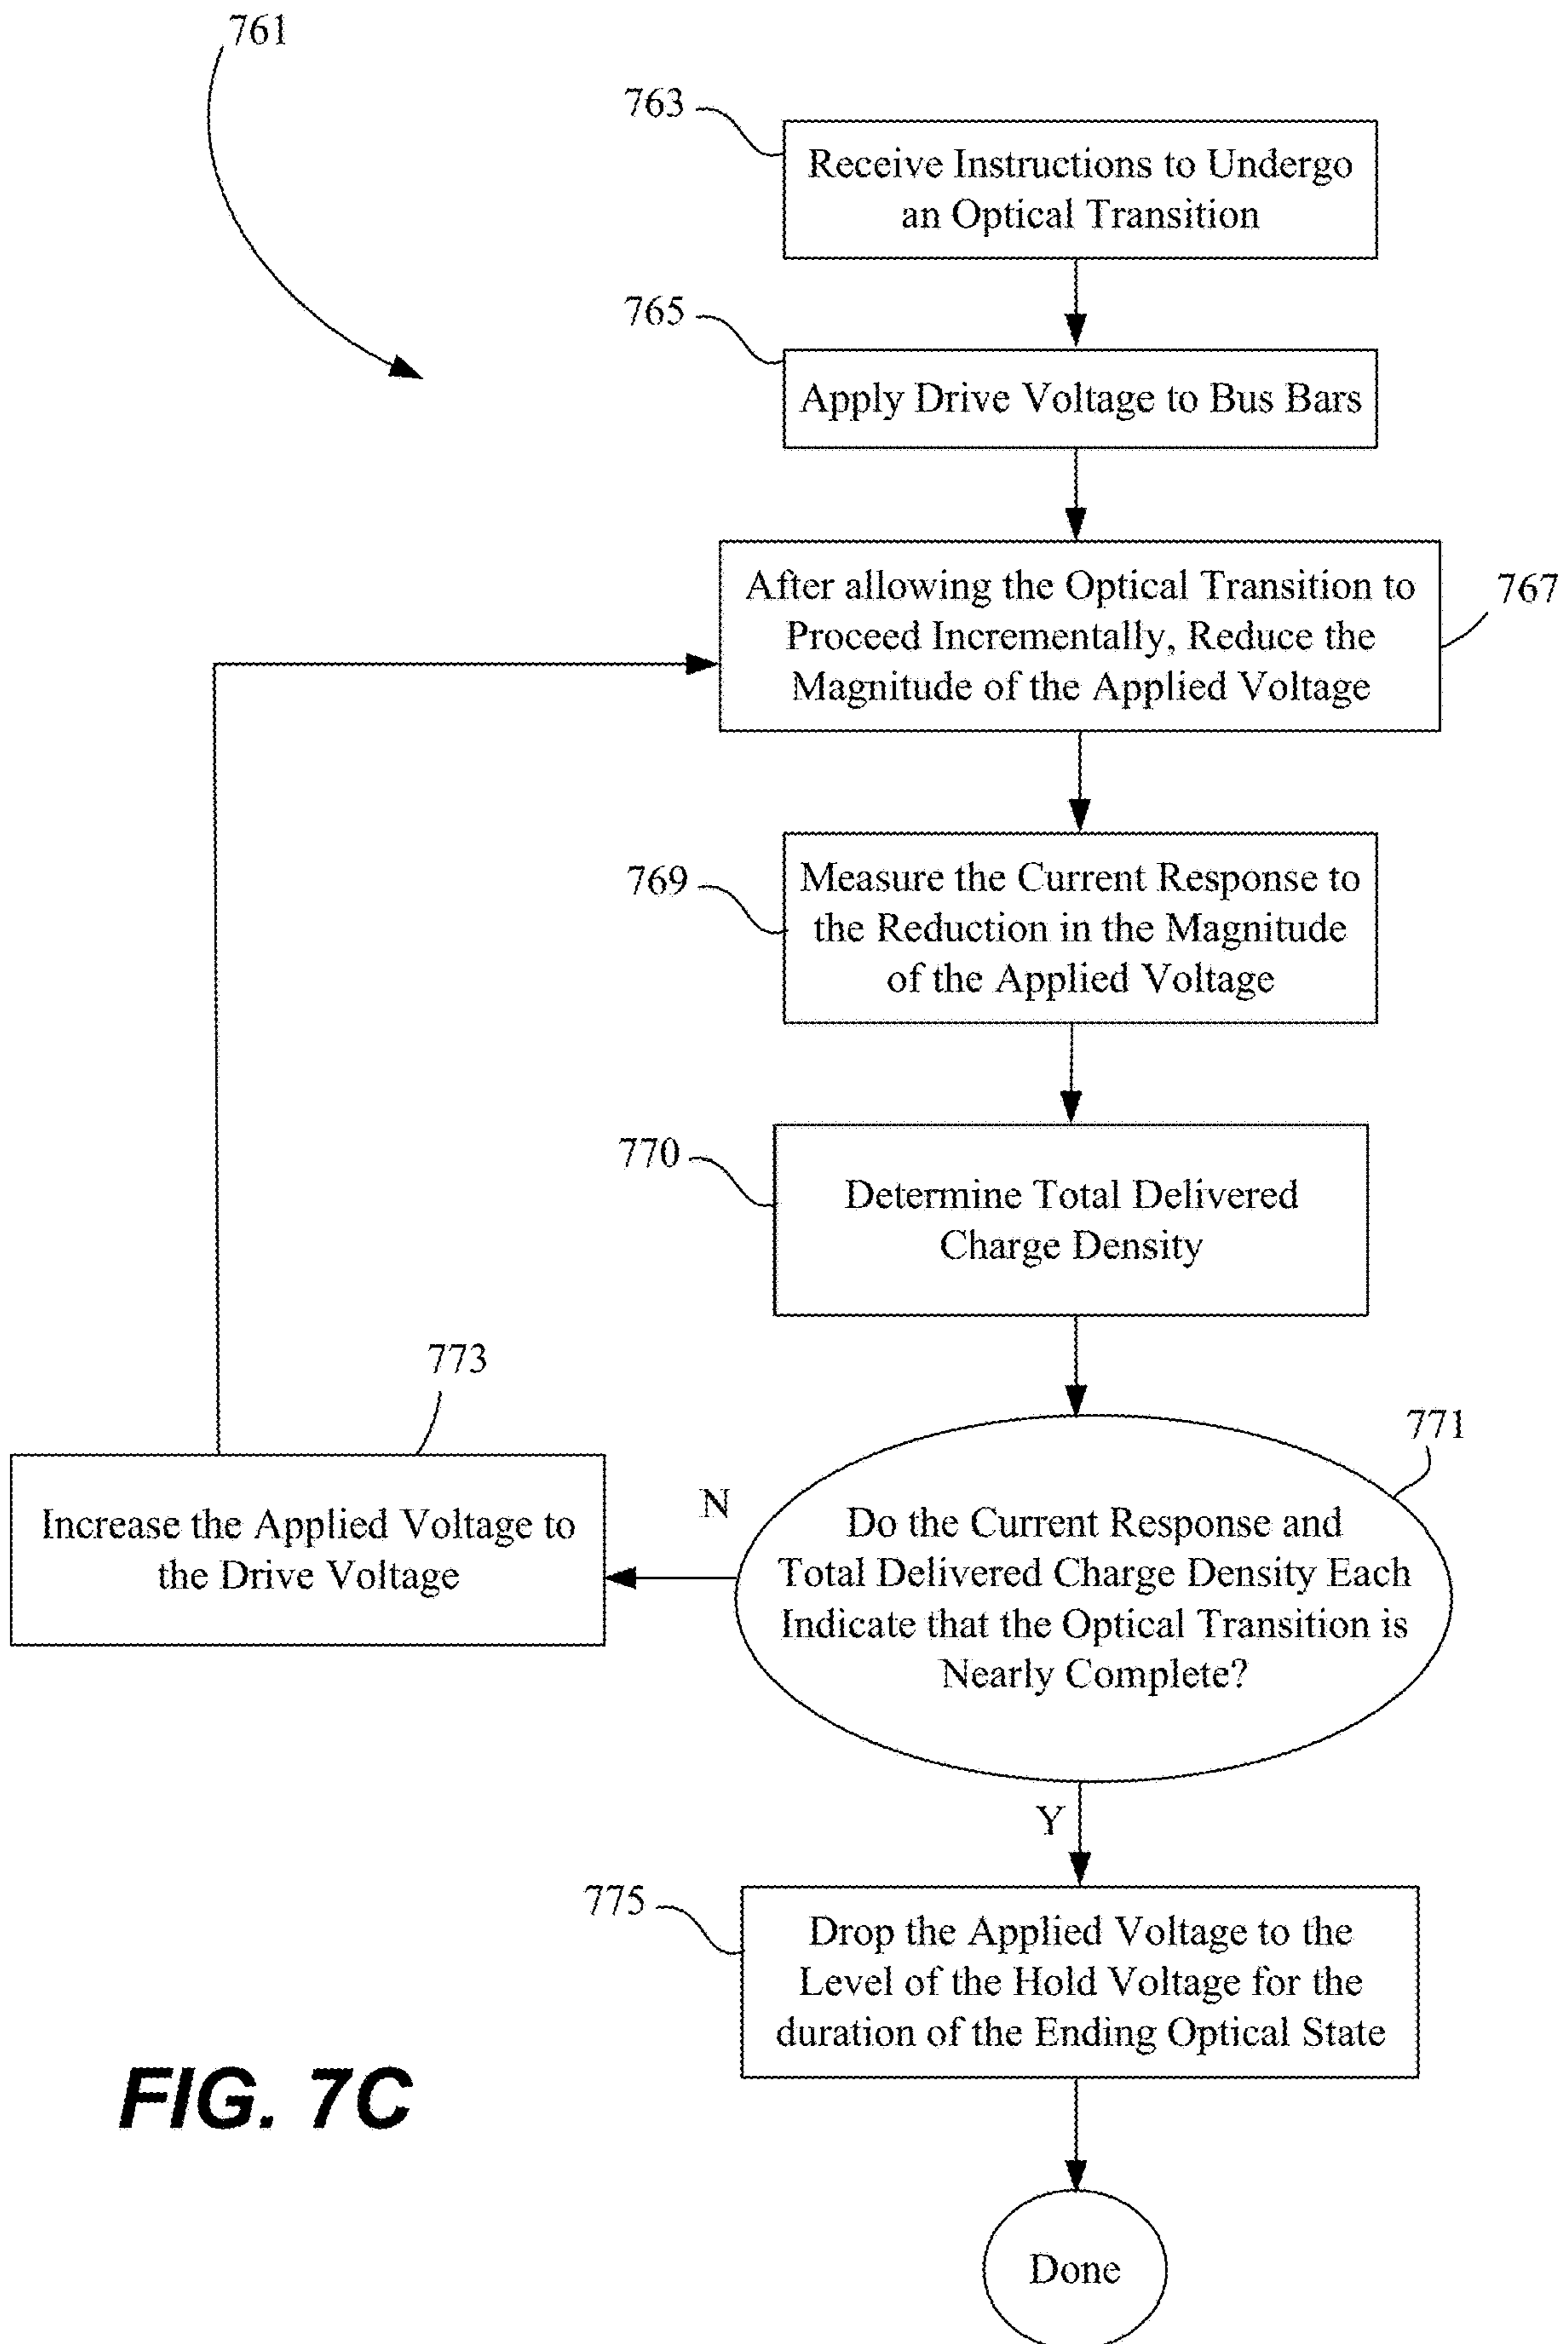 761
763
Receive Instructions to Undergo
an Optical Transition
765
Apply Drive Voltage to Bus Bars
After allowing the Optical Transition to
Proceed Incrementally, Reduce the
Magnitude of the Applied Voltage
767
769
Measure the Current Response to
the Reduction in the Magnitude
of the Applied Voltage
770
Determine Total Delivered
Charge Density
773
Increase the Applied Voltage to
the Drive Voltage
N
771
Do the Current Response and
Total Delivered Charge Density Each
Indicate that the Optical Transition is
Nearly Complete?
Y
775
Drop the Applied Voltage to the
Level of the Hold Voltage for the
duration of the Ending Optical State
FIG. 7C
Done